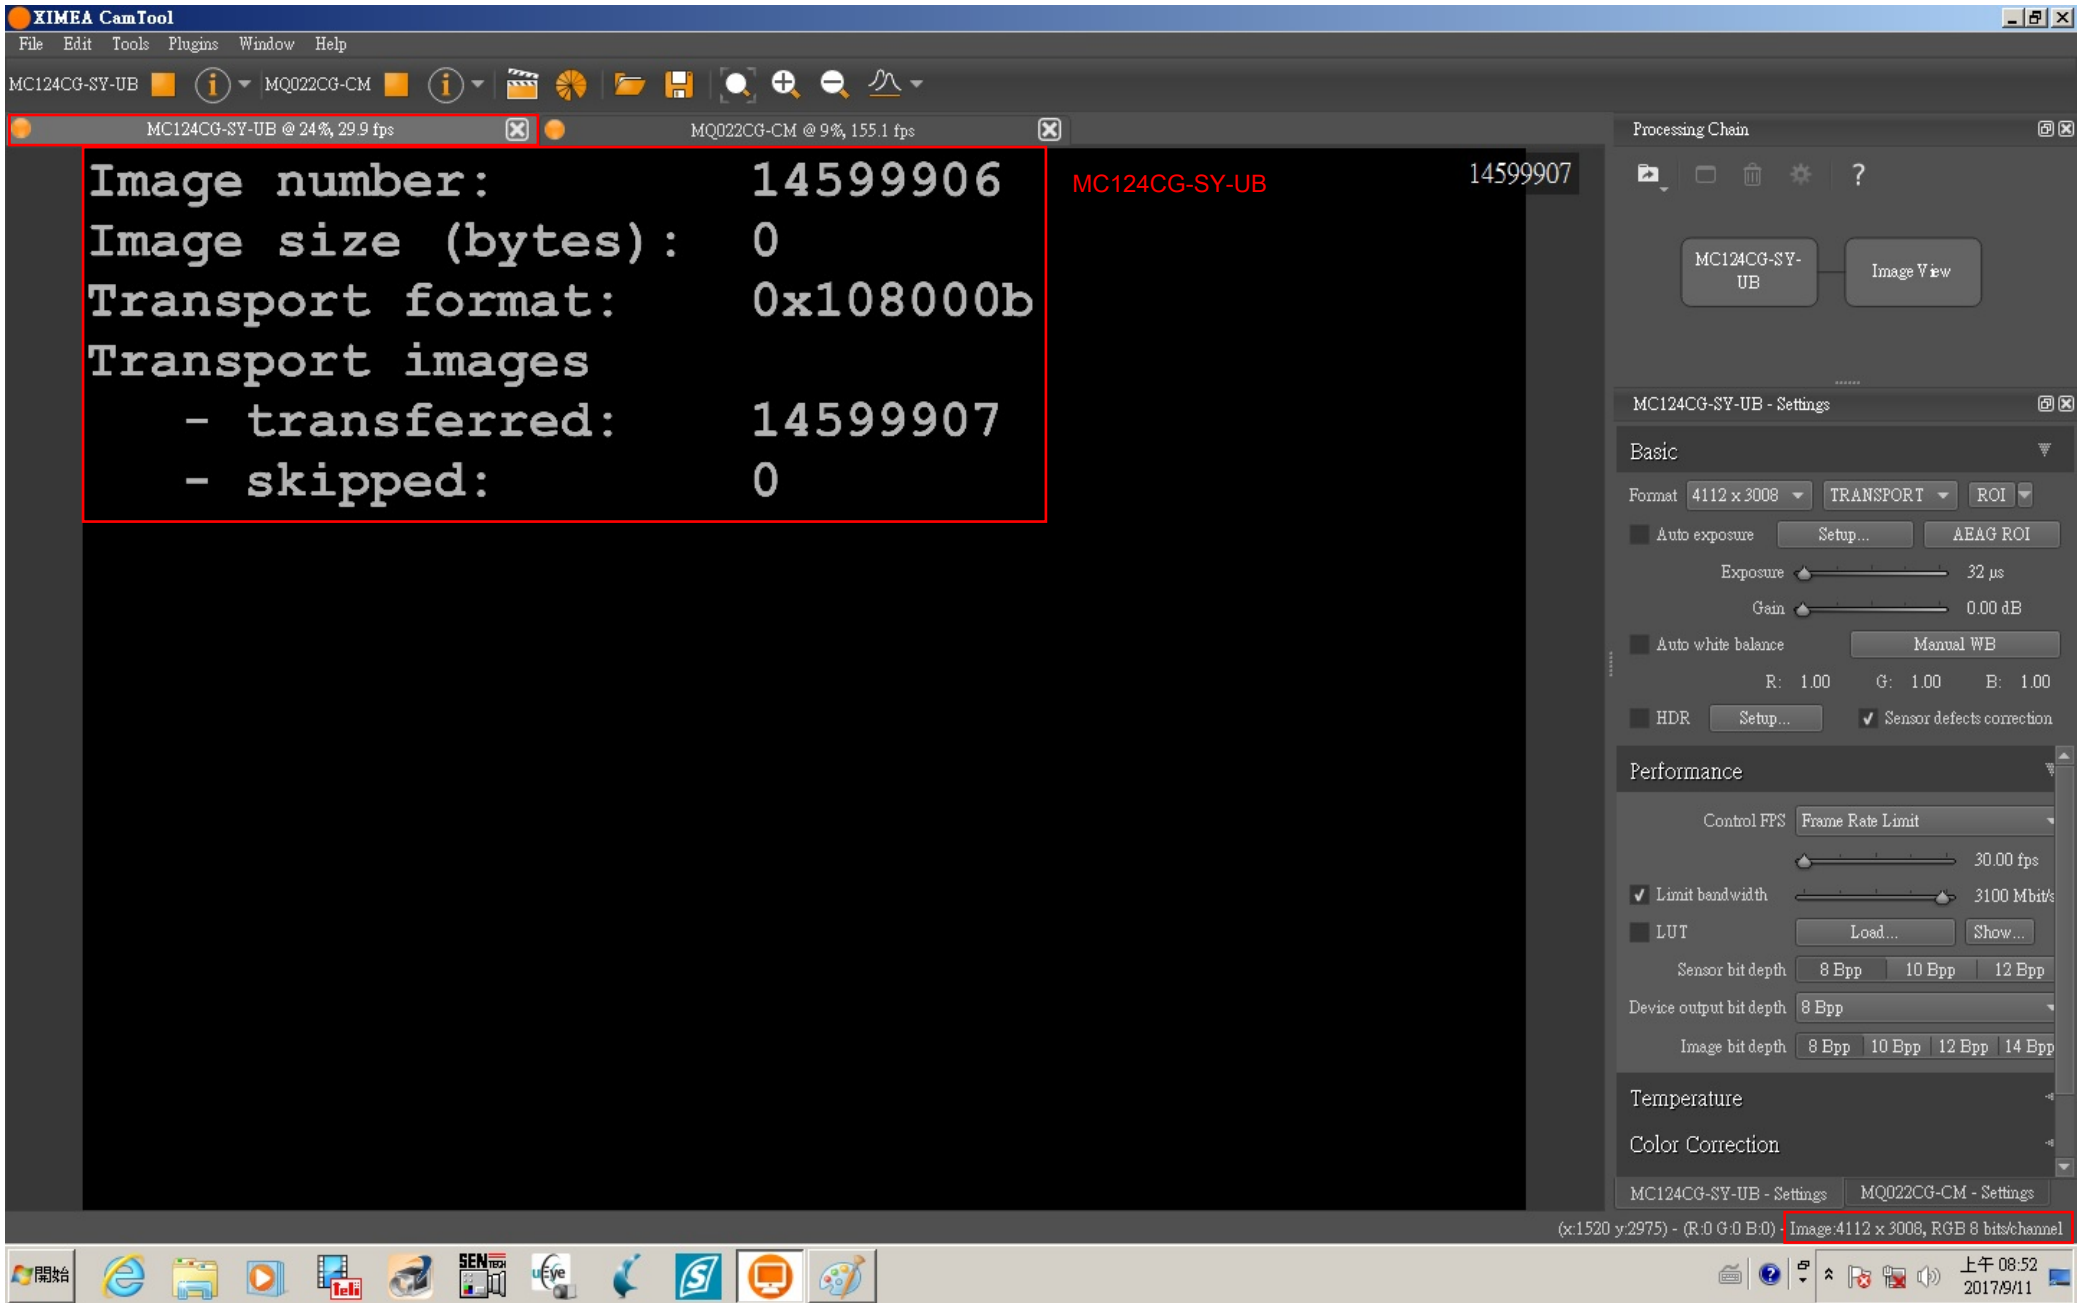 XIMEA CamTool
File Edit Tools Plugins Window Help
MC124CG-SY-UB MQ022CG-CM
MC124CG-SY-UB @ 24%, 29.9 fps MQ022CG-CM @ 9%, 155.1 fps
Image number: 14599906
Image size (bytes): 0
Transport format: 0x108000b
Transport images
- transferred: 14599907
- skipped: 0
MC124CG-SY-UB
14599907
Processing Chain
?
MC124CG-SY-
UB
Image View
MC124CG-SY-UB - Settings
Basic
Format 4112 x 3008 TRANSPORT ROI
Auto exposure Setup... AEAG ROI
Exposure 32 µs
Gain 0.00 dB
Auto white balance Manual WB
R: 1.00 G: 1.00 B: 1.00
HDR Setup... Sensor defects correction
Performance
Control FPS Frame Rate Limit
30.00 fps
Limit bandwidth 3100 Mbit/s
LUT Load... Show...
Sensor bit depth 8 Bpp 10 Bpp 12 Bpp
Device output bit depth 8 Bpp
Image bit depth 8 Bpp 10 Bpp 12 Bpp 14 Bpp
Temperature
Color Correction
MC124CG-SY-UB - Settings MQ022CG-CM - Settings
(x:1520 y:2975) - (R:0 G:0 B:0) - Image:4112 x 3008, RGB 8 bits/channel
開始
Teli
SENTECH
uEye
上午 08:52
2017/9/11